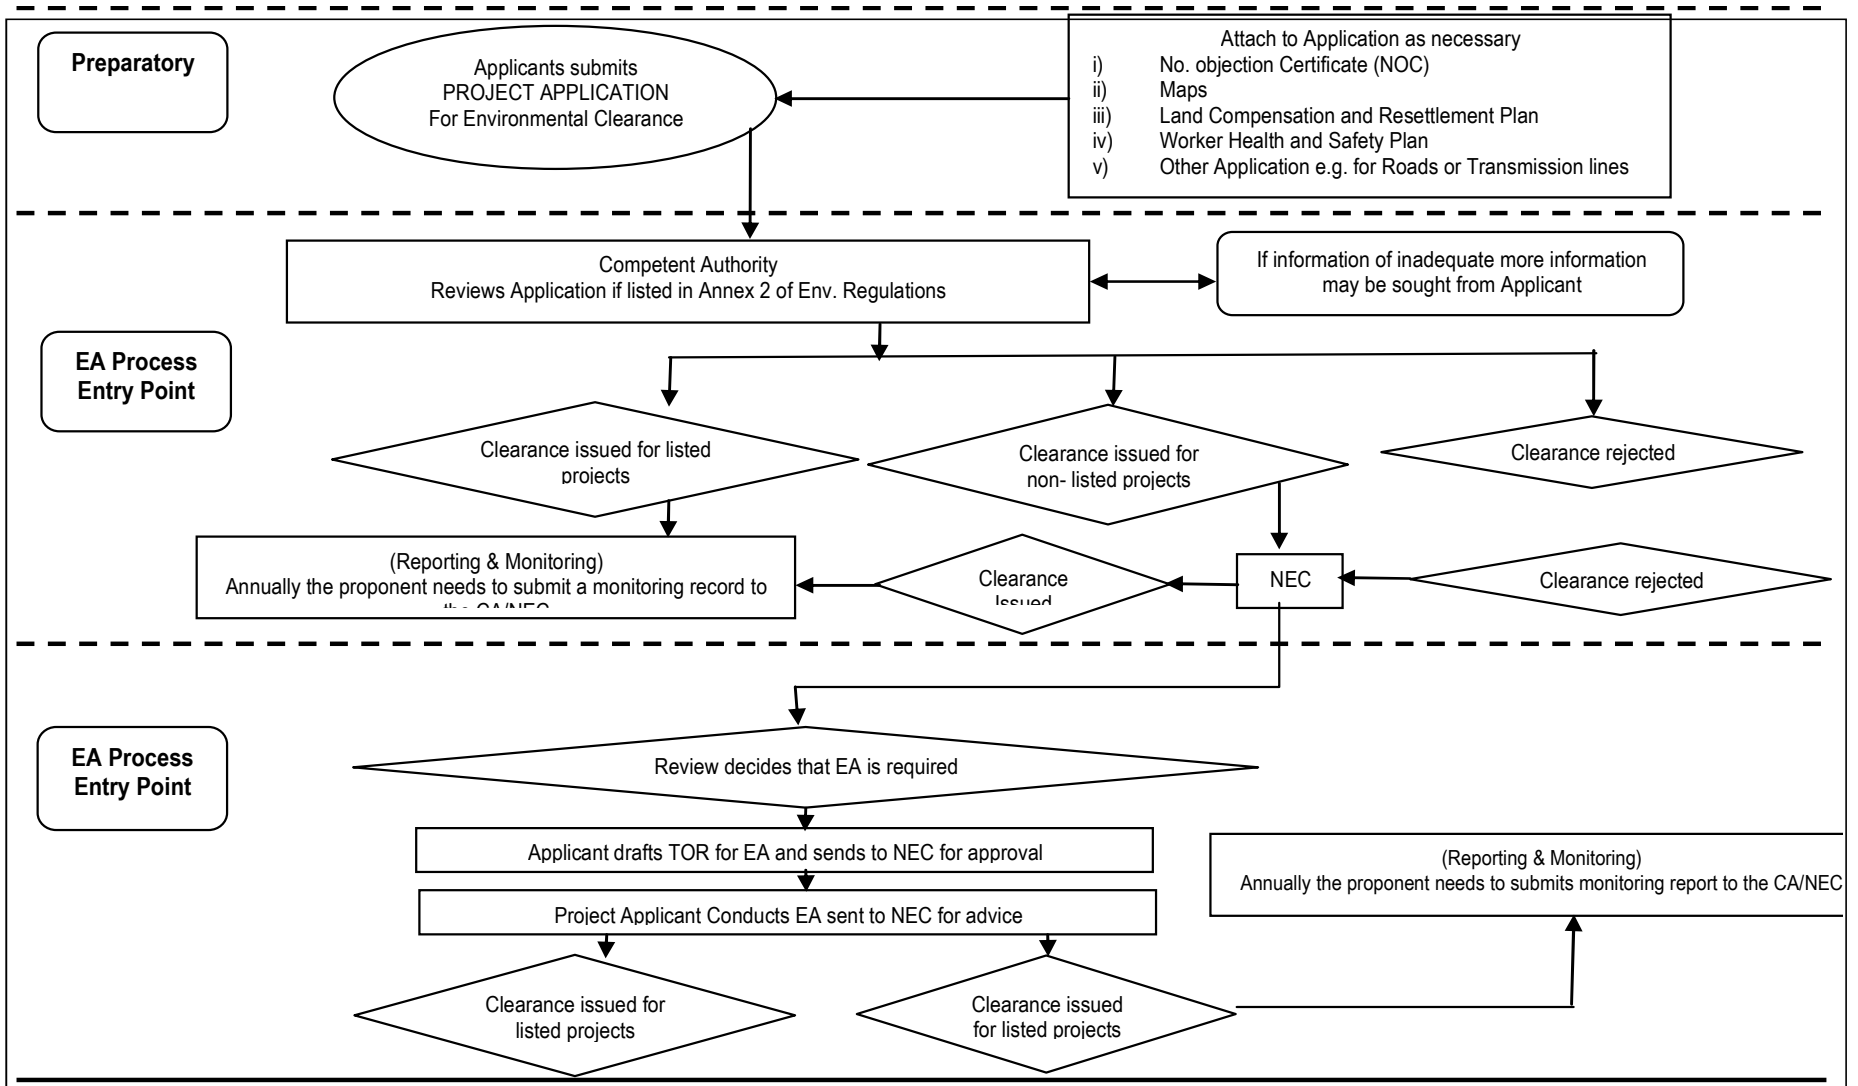 Preparatory
Applicants submits
PROJECT APPLICATION
For Environmental Clearance
Attach to Application as necessary
i) No. objection Certificate (NOC)
ii) Maps
iii) Land Compensation and Resettlement Plan
iv) Worker Health and Safety Plan
v) Other Application e.g. for Roads or Transmission lines
Competent Authority
Reviews Application if listed in Annex 2 of Env. Regulations
If information of inadequate more information
may be sought from Applicant
EA Process
Entry Point
Clearance issued for listed
projects
Clearance issued for
non- listed projects
Clearance rejected
(Reporting & Monitoring)
Annually the proponent needs to submit a monitoring record to
the CA/NEC
Clearance
Issued
NEC
Clearance rejected
EA Process
Entry Point
Review decides that EA is required
Applicant drafts TOR for EA and sends to NEC for approval
Project Applicant Conducts EA sent to NEC for advice
(Reporting & Monitoring)
Annually the proponent needs to submits monitoring report to the CA/NEC
Clearance issued for
listed projects
Clearance issued
for listed projects